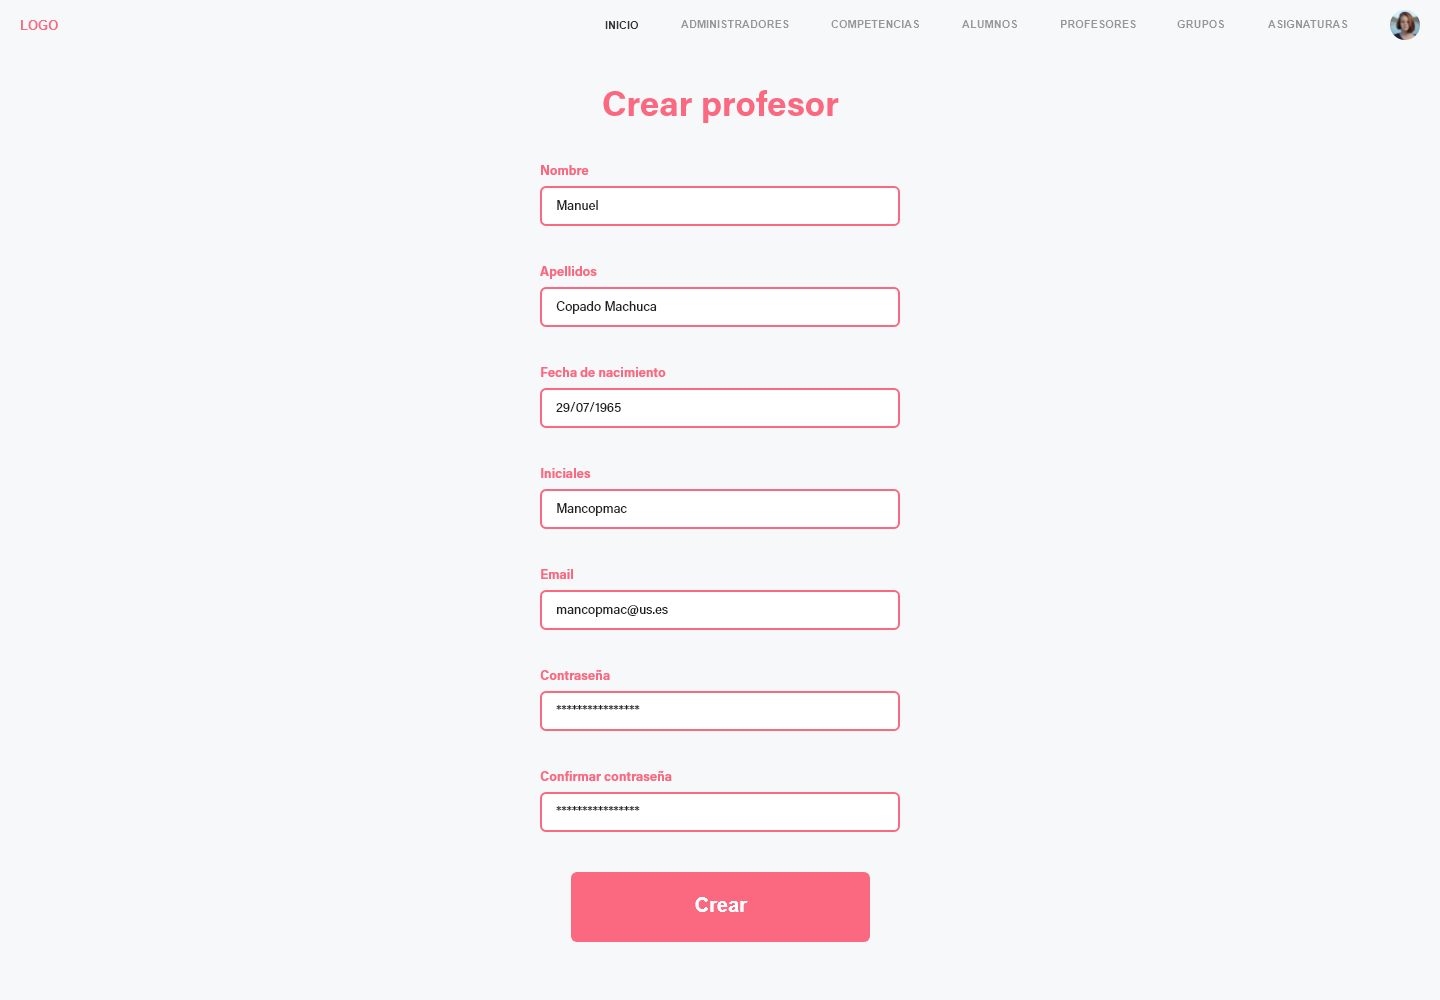 LOGO
INICIO ADMINISTRADORES COMPETENCIAS ALUMNOS PROFESORES GRUPOS ASIGNATURAS
Crear profesor
Nombre
Manuel
Apellidos
Copado Machuca
Fecha de nacimiento
29/07/1965
Iniciales
Mancopmac
Email
mancopmac@us.es
Contraseña
****************
Confirmar contraseña
****************
Crear